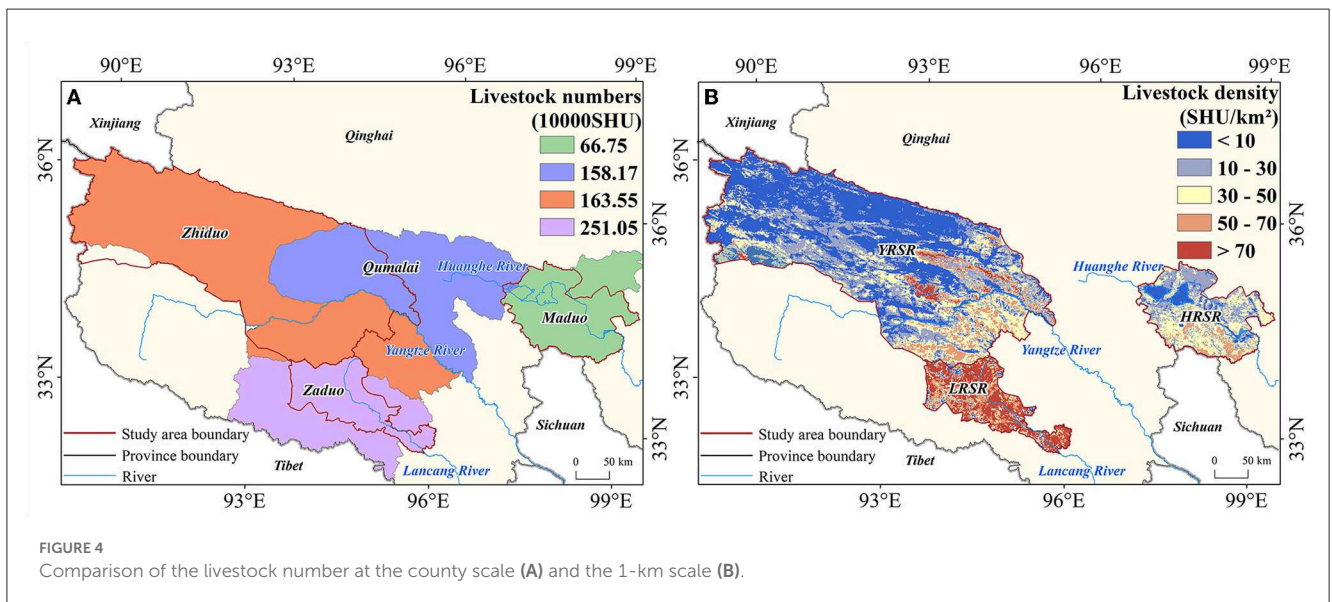 90°E 93°E 96°E 99°E
A
Livestock numbers
(10000SHU)
66.75
158.17
163.55
251.05
Xinjiang
Qinghai
36°N
36°N
Zhiduo
Qumalai
Huanghe River
Maduo
Yangtze River
33°N
Zaduo
Sichuan
33°N
Study area boundary
Province boundary
River
Tibet
Lancang River
0 50 km
93°E 96°E 99°E
90°E 93°E 96°E 99°E
B
Livestock density
(SHU/km²)
< 10
10 - 30
30 - 50
50 - 70
> 70
Xinjiang
Qinghai
36°N
36°N
YRSR
Huanghe River
HRSR
Yangtze River
33°N
LRSR
Sichuan
33°N
Study area boundary
Province boundary
River
Tibet
Lancang River
0 50 km
93°E 96°E 99°E
FIGURE 4
Comparison of the livestock number at the county scale (A) and the 1-km scale (B).